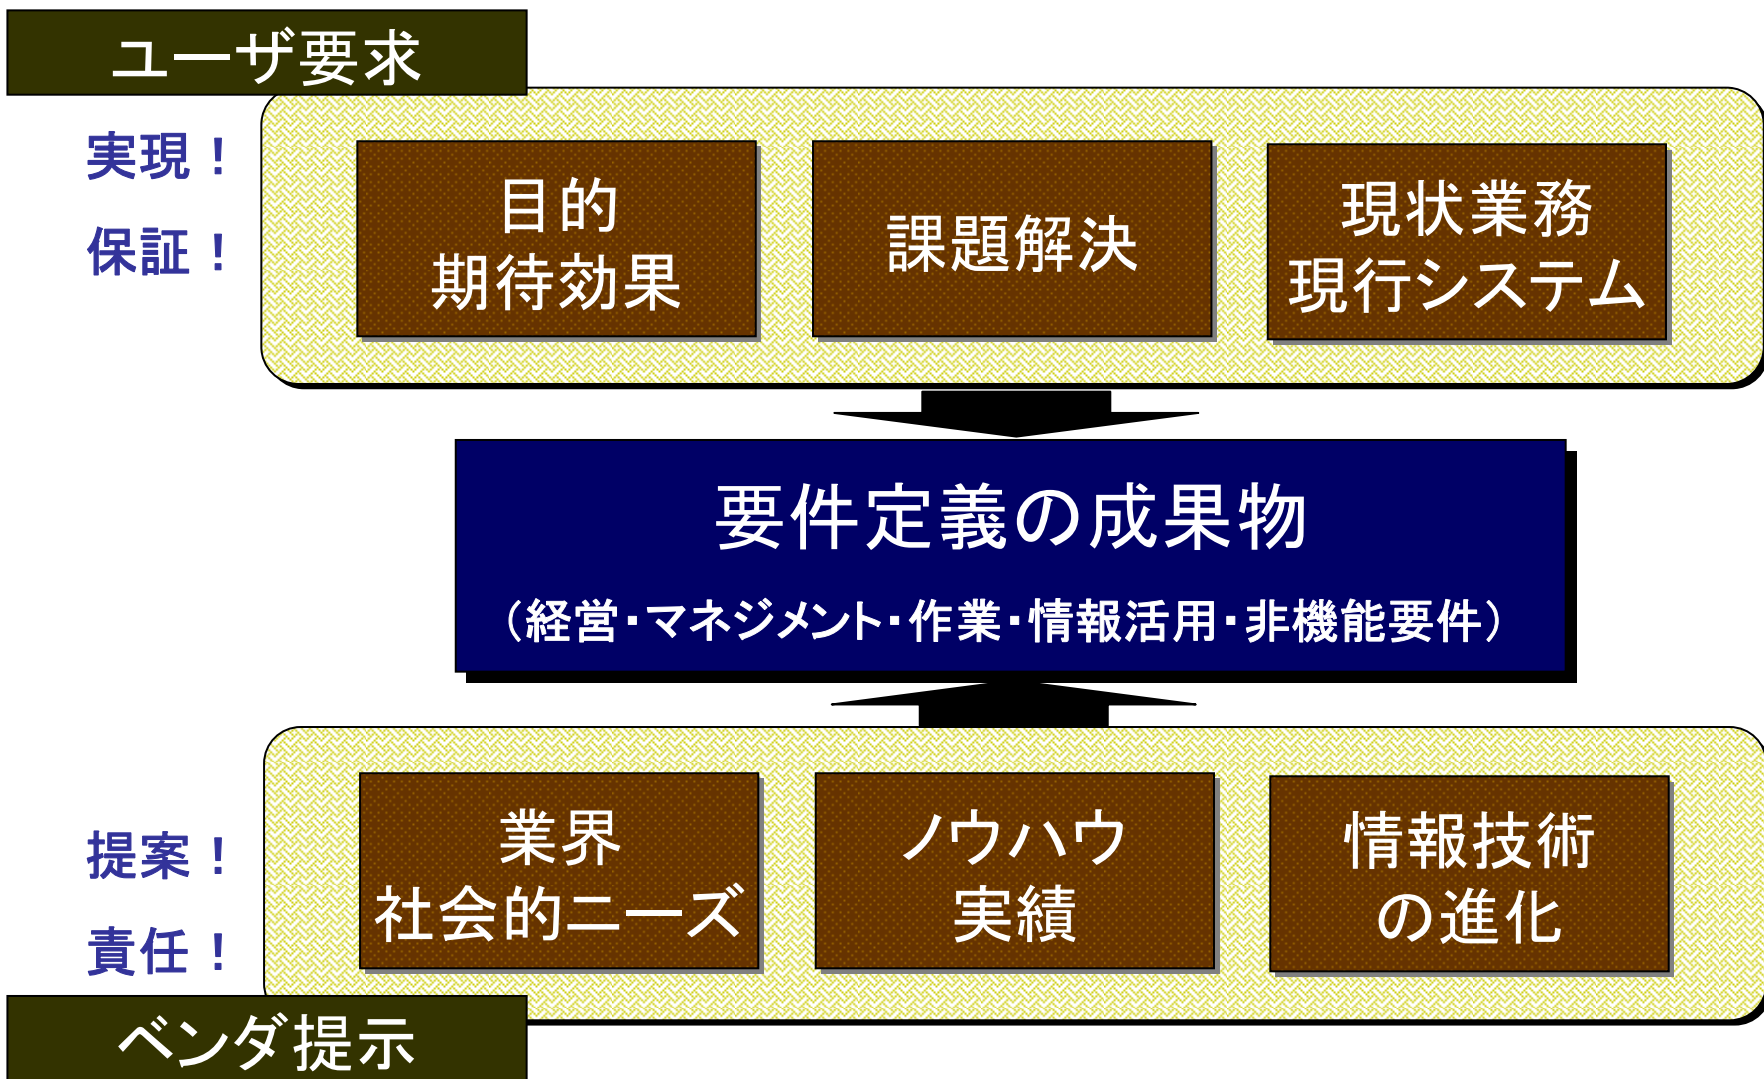 ユーザ要求
実現！
保証！
目的
期待効果
課題解決
現状業務
現行システム
要件定義の成果物
（経営・マネジメント・作業・情報活用・非機能要件）
提案！
責任！
業界
社会的ニーズ
ノウハウ
実績
情報技術
の進化
ベンダ提示